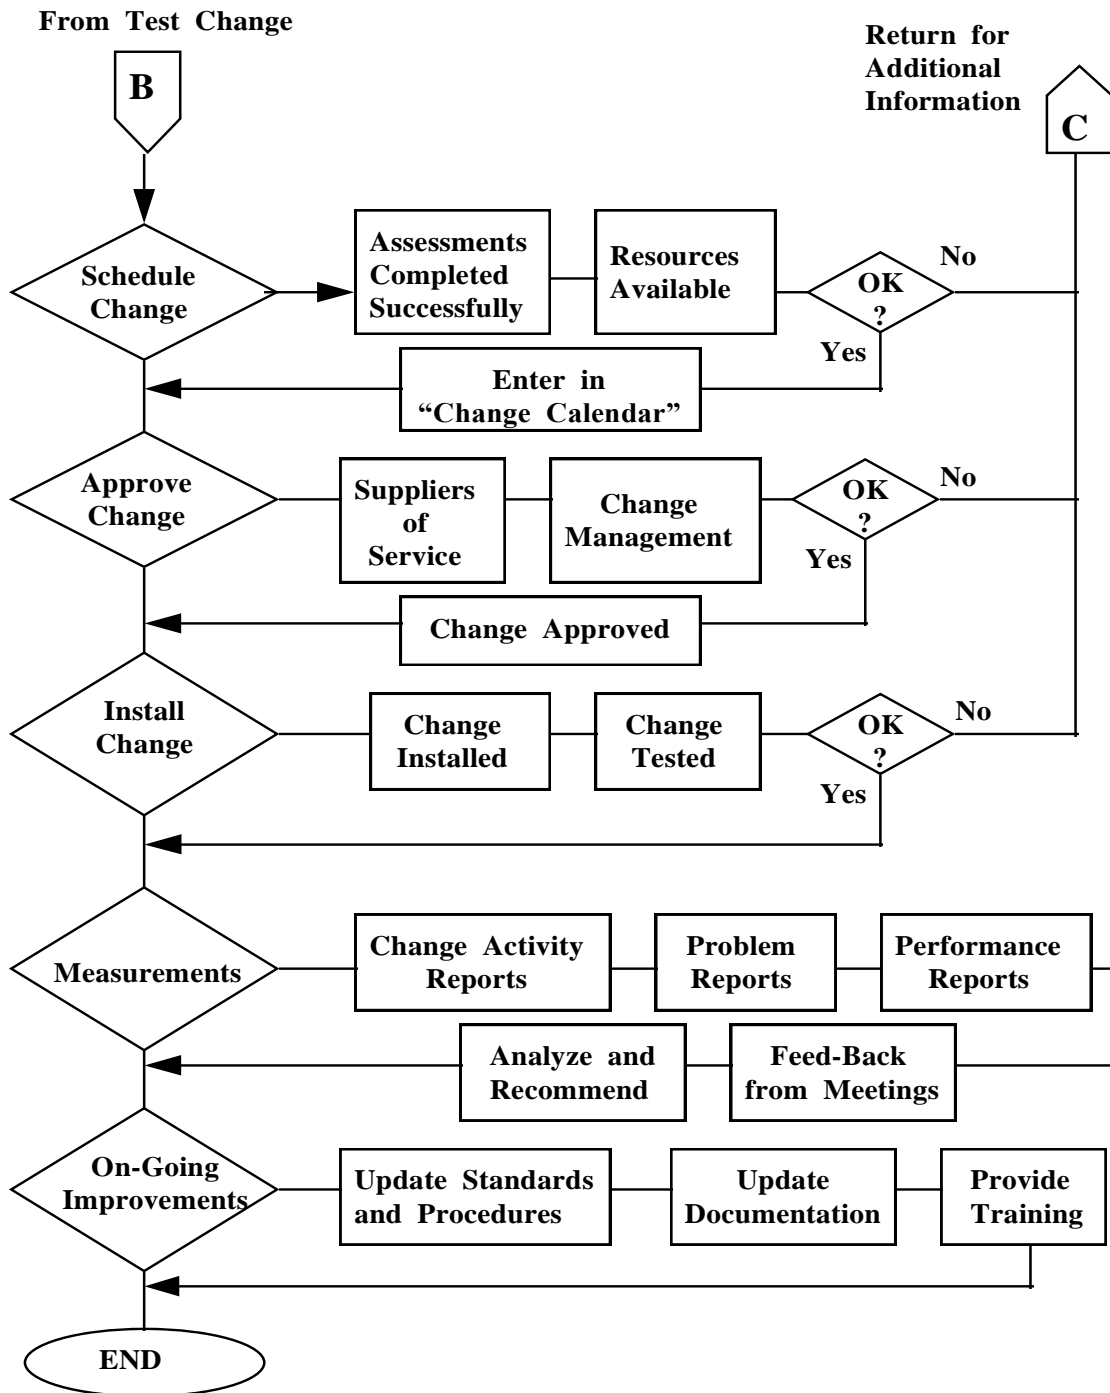 From Test Change
B
Return for
Additional
Information
C
Schedule
Change
Assessments
Completed
Successfully
Resources
Available
OK
?
No
Yes
Enter in
“Change Calendar”
Approve
Change
Suppliers
of
Service
Change
Management
OK
?
No
Yes
Change Approved
Install
Change
Change
Installed
Change
Tested
OK
?
No
Yes
Measurements
Change Activity
Reports
Problem
Reports
Performance
Reports
Analyze and
Recommend
Feed-Back
from Meetings
On-Going
Improvements
Update Standards
and Procedures
Update
Documentation
Provide
Training
END